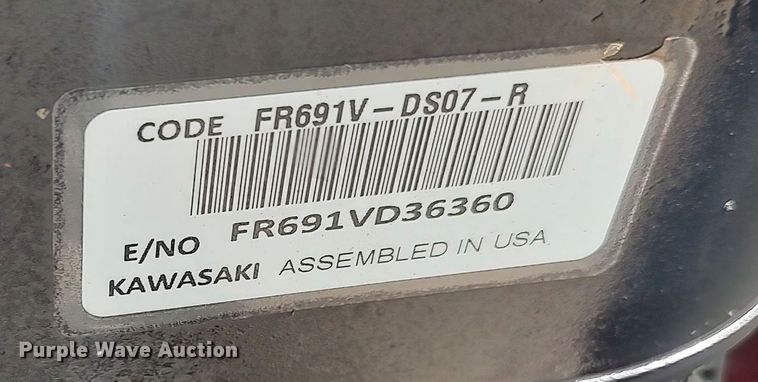 CODE FR691V-DS07-R
E/NO FR691VD36360
KAWASAKI ASSEMBLED IN USA
Purple Wave Auction